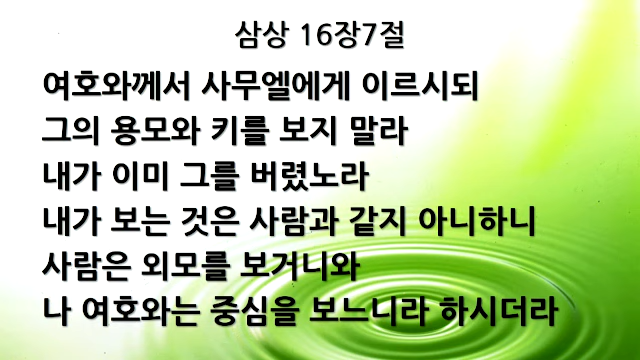 삼상 16장7절
여호와께서 사무엘에게 이르시되
그의 용모와 키를 보지 말라
내가 이미 그를 버렸노라
내가 보는 것은 사람과 같지 아니하니
사람은 외모를 보거니와
나 여호와는 중심을 보느니라 하시더라